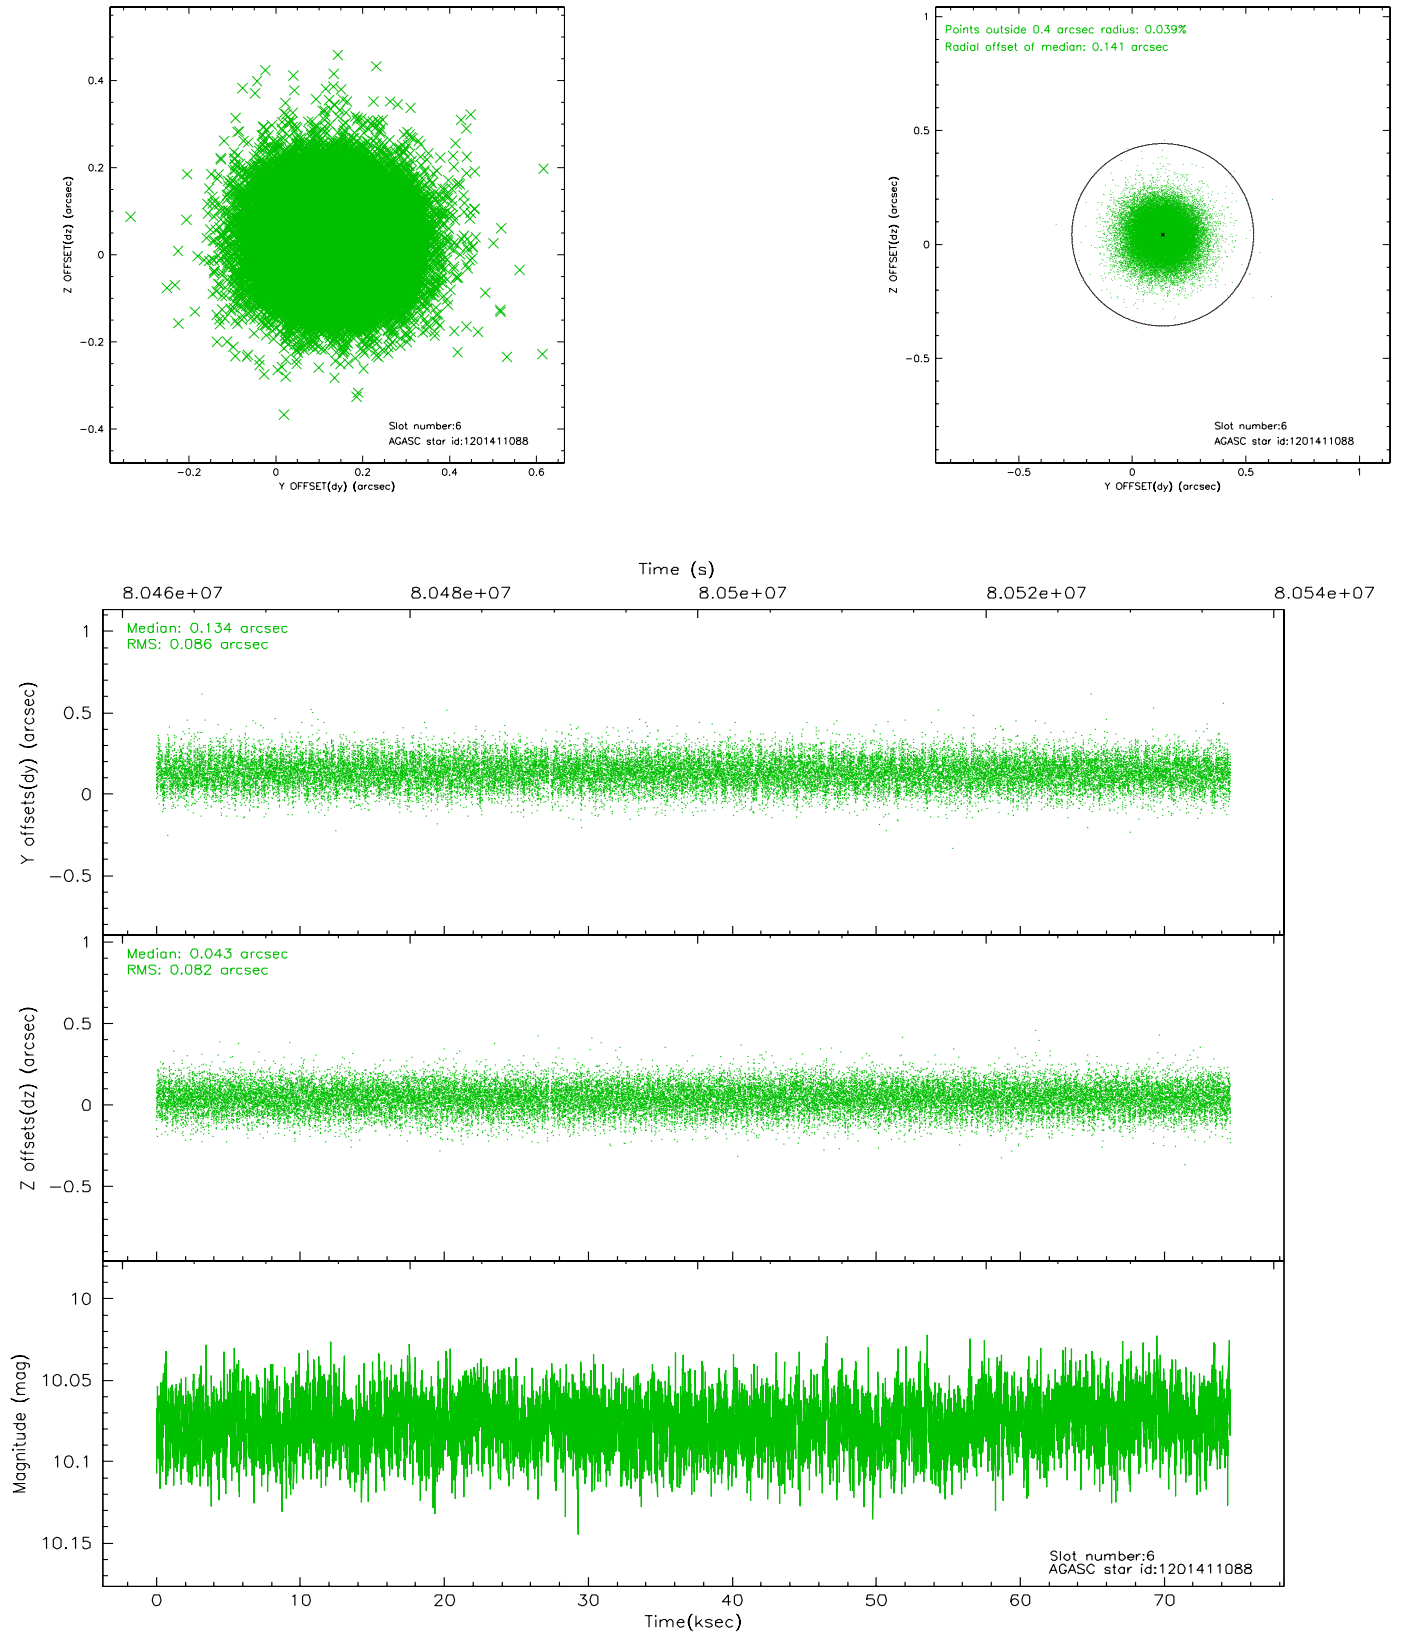 0.4
0.2
0
−0.2
−0.4
Z OFFSET(dz) (arcsec)
Slot number:6
AGASC star id:1201411088
−0.2 0 0.2 0.4 0.6
Y OFFSET(dy) (arcsec)
Points outside 0.4 arcsec radius: 0.039%
Radial offset of median: 0.141 arcsec
1
0.5
0
−0.5
Z OFFSET(dz) (arcsec)
Slot number:6
AGASC star id:1201411088
−0.5 0 0.5 1
Y OFFSET(dy) (arcsec)
Time (s)
8.046e+07 8.048e+07 8.05e+07 8.052e+07 8.054e+07
Median: 0.134 arcsec
RMS: 0.086 arcsec
1
0.5
0
−0.5
Y offsets(dy) (arcsec)
Median: 0.043 arcsec
RMS: 0.082 arcsec
1
0.5
0
−0.5
Z offsets(dz) (arcsec)
10
10.05
10.1
10.15
Magnitude (mag)
Slot number:6
AGASC star id:1201411088
0 10 20 30 40 50 60 70
Time(ksec)